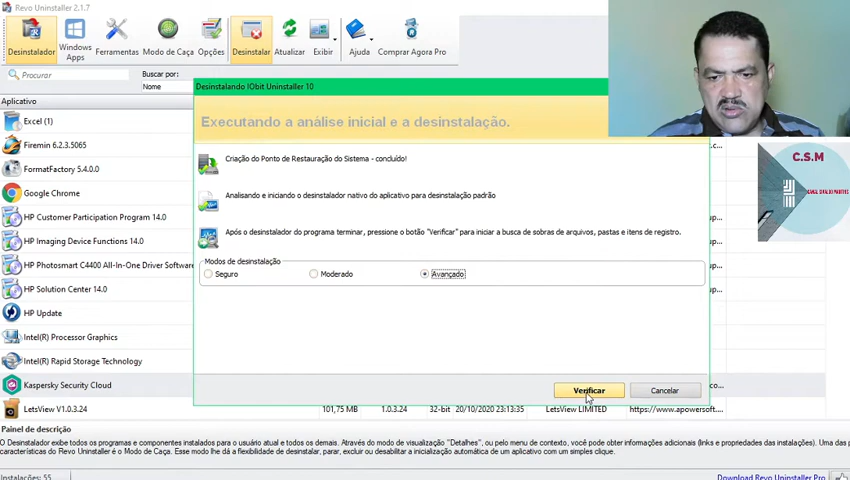 Revo Uninstaller 2.1.7
Desinstalador
Windows
Apps
Ferramentas
Modo de Caça
Opções
Desinstalar
Atualizar
Exibir
Ajuda
Comprar Agora Pro
Procurar
Buscar por:
Nome
Aplicativo
Excel (1)
Firemin 6.2.3.5065
FormatFactory 5.4.0.0
Google Chrome
HP Customer Participation Program 14.0
HP Imaging Device Functions 14.0
HP Photosmart C4400 All-In-One Driver Software
HP Solution Center 14.0
HP Update
Intel(R) Processor Graphics
Intel(R) Rapid Storage Technology
Kaspersky Security Cloud
LetsView V1.0.3.24 101,75 MB 1.0.3.24 32-bit 20/10/2020 23:13:35 LetsView LIMITED https://www.apowersoft....
Desinstalando IObit Uninstaller 10
Executando a análise inicial e a desinstalação.
Criação do Ponto de Restauração do Sistema - concluído!
Analisando e iniciando o desinstalador nativo do aplicativo para desinstalação padrão
Após o desinstalador do programa terminar, pressione o botão "Verificar" para iniciar a busca de sobras de arquivos, pastas e itens de registro.
Modos de desinstalação
Seguro
Moderado
Avançado
Verificar
Cancelar
C.S.M
Painel de descrição
O Desinstalador exibe todos os programas e componentes instalados para o usuário atual e todos os demais. Através do modo de visualização "Detalhes", ou pelo menu de contexto, você pode obter informações adicionais (links e propriedades das instalações). Uma das
características do Revo Uninstaller é o Modo de Caça. Esse modo lhe dá a flexibilidade de desinstalar, parar, excluir ou desabilitar a inicialização automática de um aplicativo com um simples clique.
Instalações: 55
Download Revo Uninstaller Pro